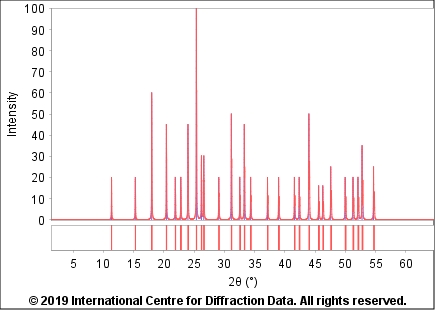 100
90
80
70
60
50
40
30
20
10
0
Intensity
5 10 15 20 25 30 35 40 45 50 55 60
2θ (°)
© 2019 International Centre for Diffraction Data. All rights reserved.